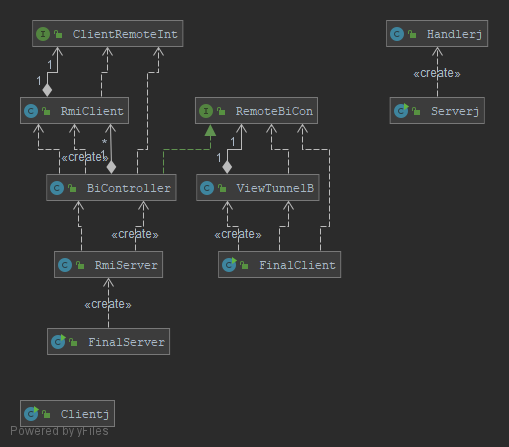 I ClientRemoteInt
I Handlerj
1
«create»
1
C RmiClient
I RemoteBiCon
C Serverj
*
1
«create»
1
1
C BiController
C ViewTunnelB
«create»
«create»
C RmiServer
C FinalClient
«create»
C FinalServer
C Clientj
Powered by yFiles